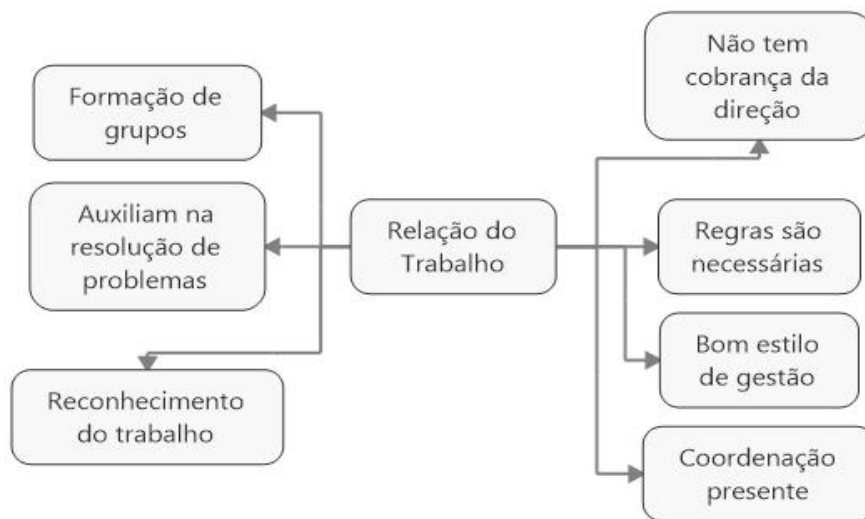 Formação de
grupos
Auxiliam na
resolução de
problemas
Reconhecimento
do trabalho
Relação do
Trabalho
Não tem
cobrança da
direção
Regras são
necessárias
Bom estilo
de gestão
Coordenação
presente